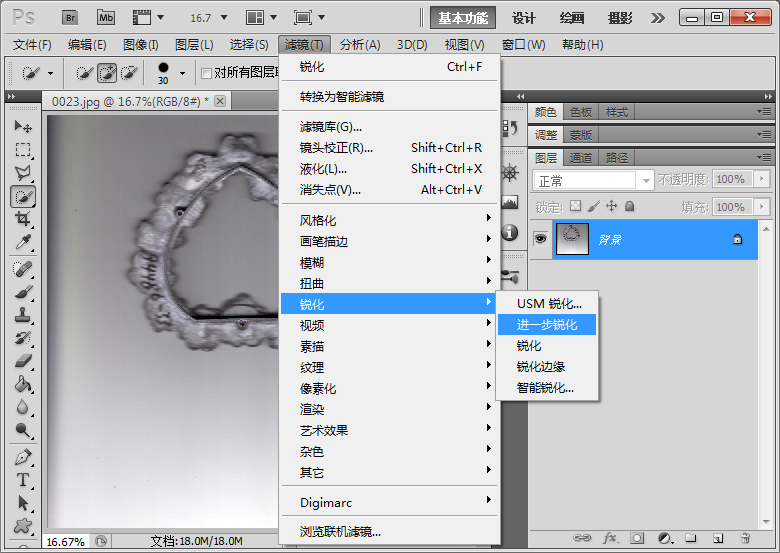 Ps Br Mb 16.7 基本功能 设计 绘画 摄影
文件(F) 编辑(E) 图像(I) 图层(L) 选择(S) 滤镜(T) 分析(A) 3D(D) 视图(V) 窗口(W) 帮助(H)
30 对所有图层
0023.jpg @ 16.7%(RGB/8#) *
锐化 Ctrl+F
转换为智能滤镜
滤镜库(G)...
镜头校正(R)... Shift+Ctrl+R
液化(L)... Shift+Ctrl+X
消失点(V)... Alt+Ctrl+V
风格化
画笔描边
模糊
扭曲
锐化
视频
素描
纹理
像素化
渲染
艺术效果
杂色
其它
Digimarc
浏览联机滤镜...
USM 锐化...
进一步锐化
锐化
锐化边缘
智能锐化...
颜色 色板 样式
调整 蒙版
图层 通道 路径
正常 不透明度: 100%
锁定: 填充: 100%
背景
16.67% 文档:18.0M/18.0M